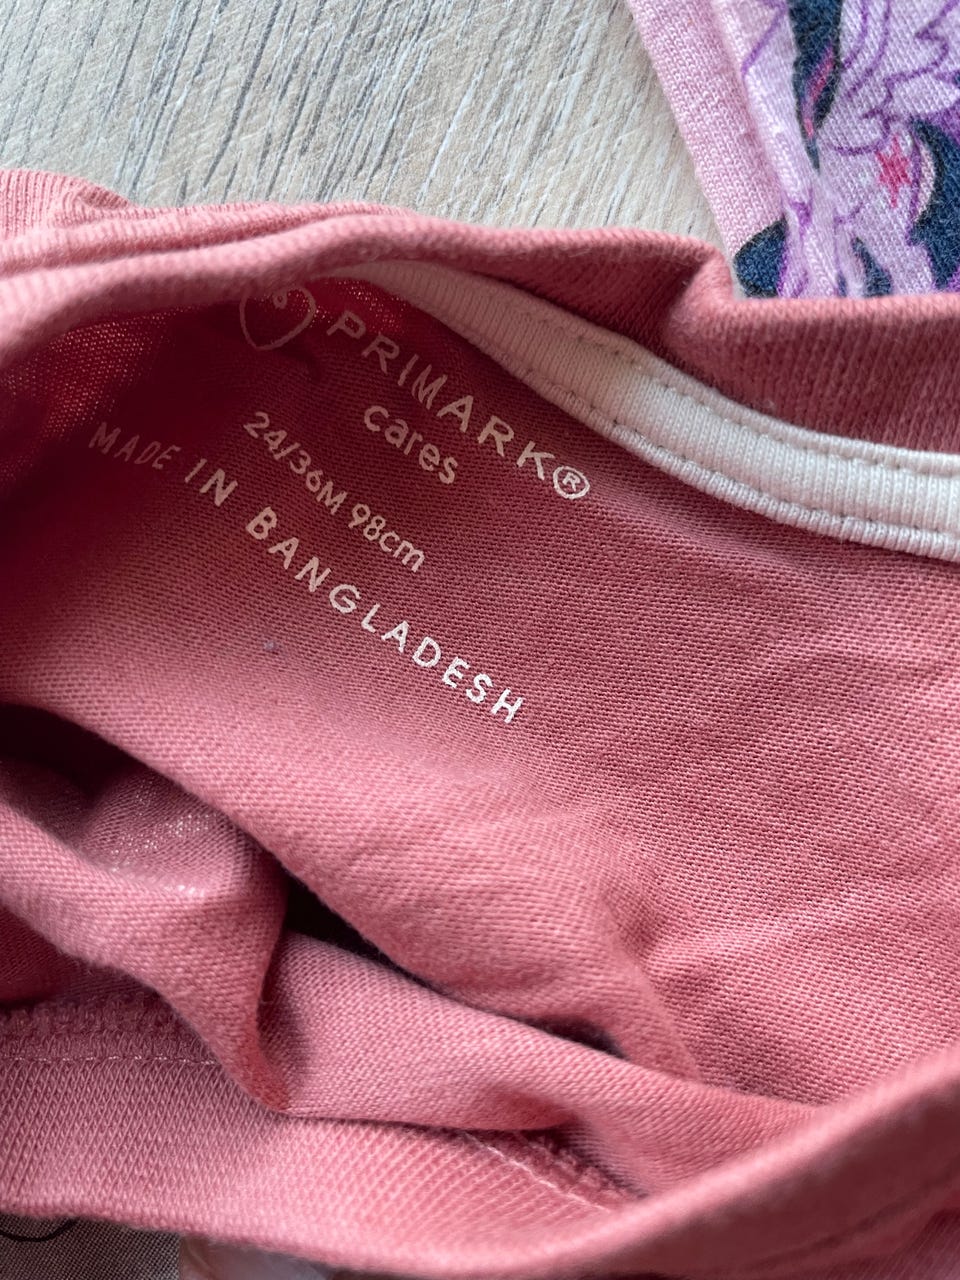 PRIMARK®
cares
24/36M 98cm
MADE IN BANGLADESH